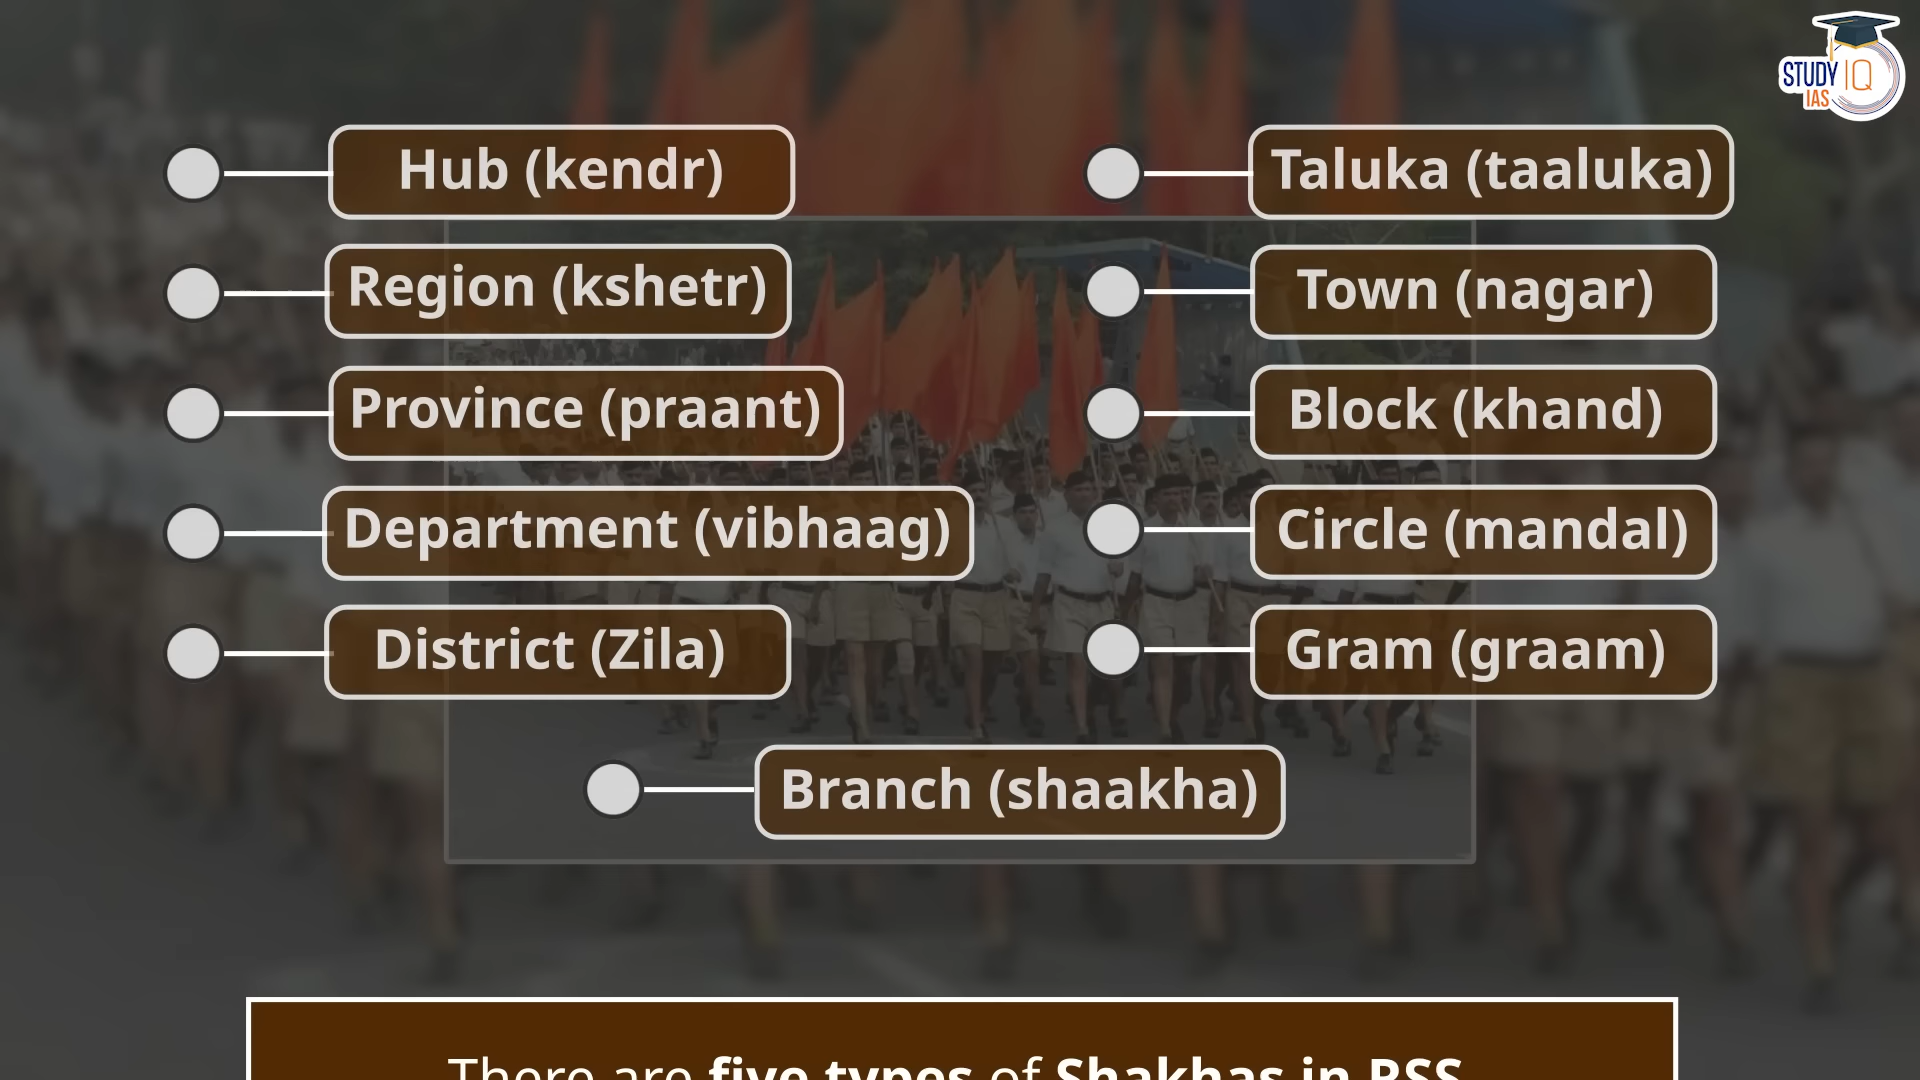 STUDY IQ
IAS
Hub (kendr)
Region (kshetr)
Province (praant)
Department (vibhaag)
District (Zila)
Taluka (taaluka)
Town (nagar)
Block (khand)
Circle (mandal)
Gram (graam)
Branch (shaakha)
There are five types of Shakhas in RSS